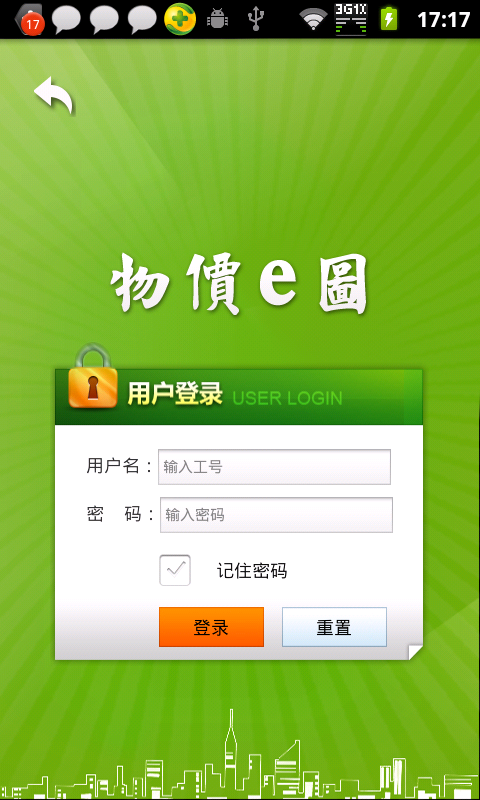 17 3G1X 17:17
物價e圖
用户登录 USER LOGIN
用户名： 输入工号
密 码： 输入密码
记住密码
登录 重置